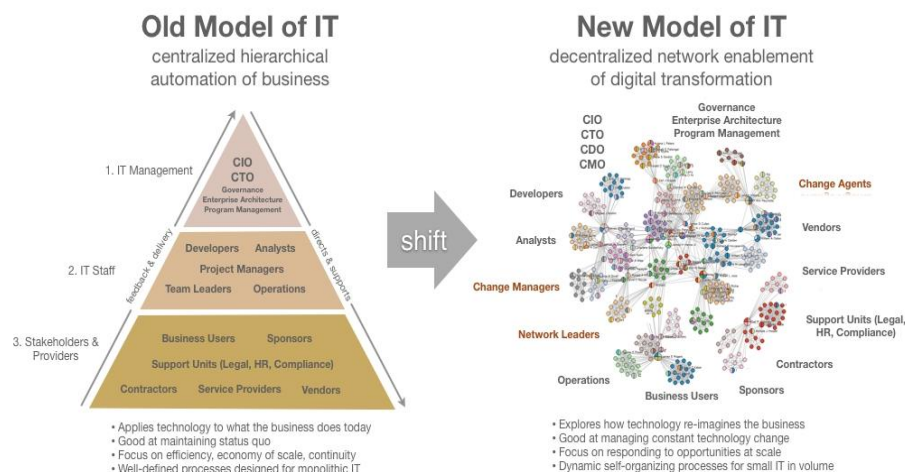 Old Model of IT
centralized hierarchical
automation of business
1. IT Management
CIO
CTO
Governance
Enterprise Architecture
Program Management
feedback & delivery
directs & supports
2. IT Staff
Developers Analysts
Project Managers
Team Leaders Operations
3. Stakeholders &
Providers
Business Users Sponsors
Support Units (Legal, HR, Compliance)
Contractors Service Providers Vendors
• Applies technology to what the business does today
• Good at maintaining status quo
• Focus on efficiency, economy of scale, continuity
• Well-defined processes designed for monolithic IT
shift
New Model of IT
decentralized network enablement
of digital transformation
CIO
CTO
CDO
CMO
Governance
Enterprise Architecture
Program Management
Developers
Change Agents
Analysts
Vendors
Change Managers
Service Providers
Network Leaders
Support Units (Legal,
HR, Compliance)
Contractors
Operations
Sponsors
Business Users
• Explores how technology re-imagines the business
• Good at managing constant technology change
• Focus on responding to opportunities at scale
• Dynamic self-organizing processes for small IT in volume